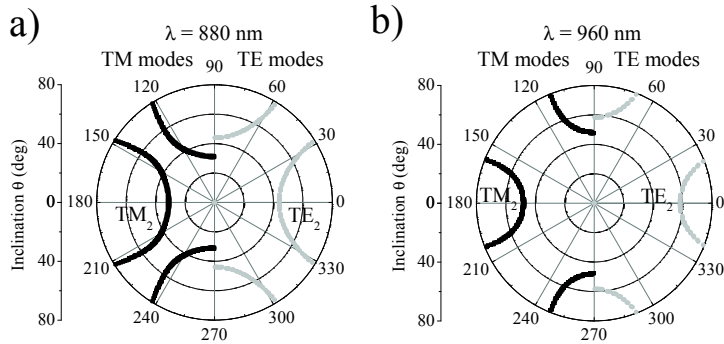 a)
λ = 880 nm
TM modes 90 TE modes
120 60
150 30
180 0
210 330
240 300
270
TM2 TE2
80
40
0
40
80
Inclination θ (deg)
b)
λ = 960 nm
TM modes 90 TE modes
120 60
150 30
180 0
210 330
240 300
270
TM2 TE2
80
40
0
40
80
Inclination θ (deg)